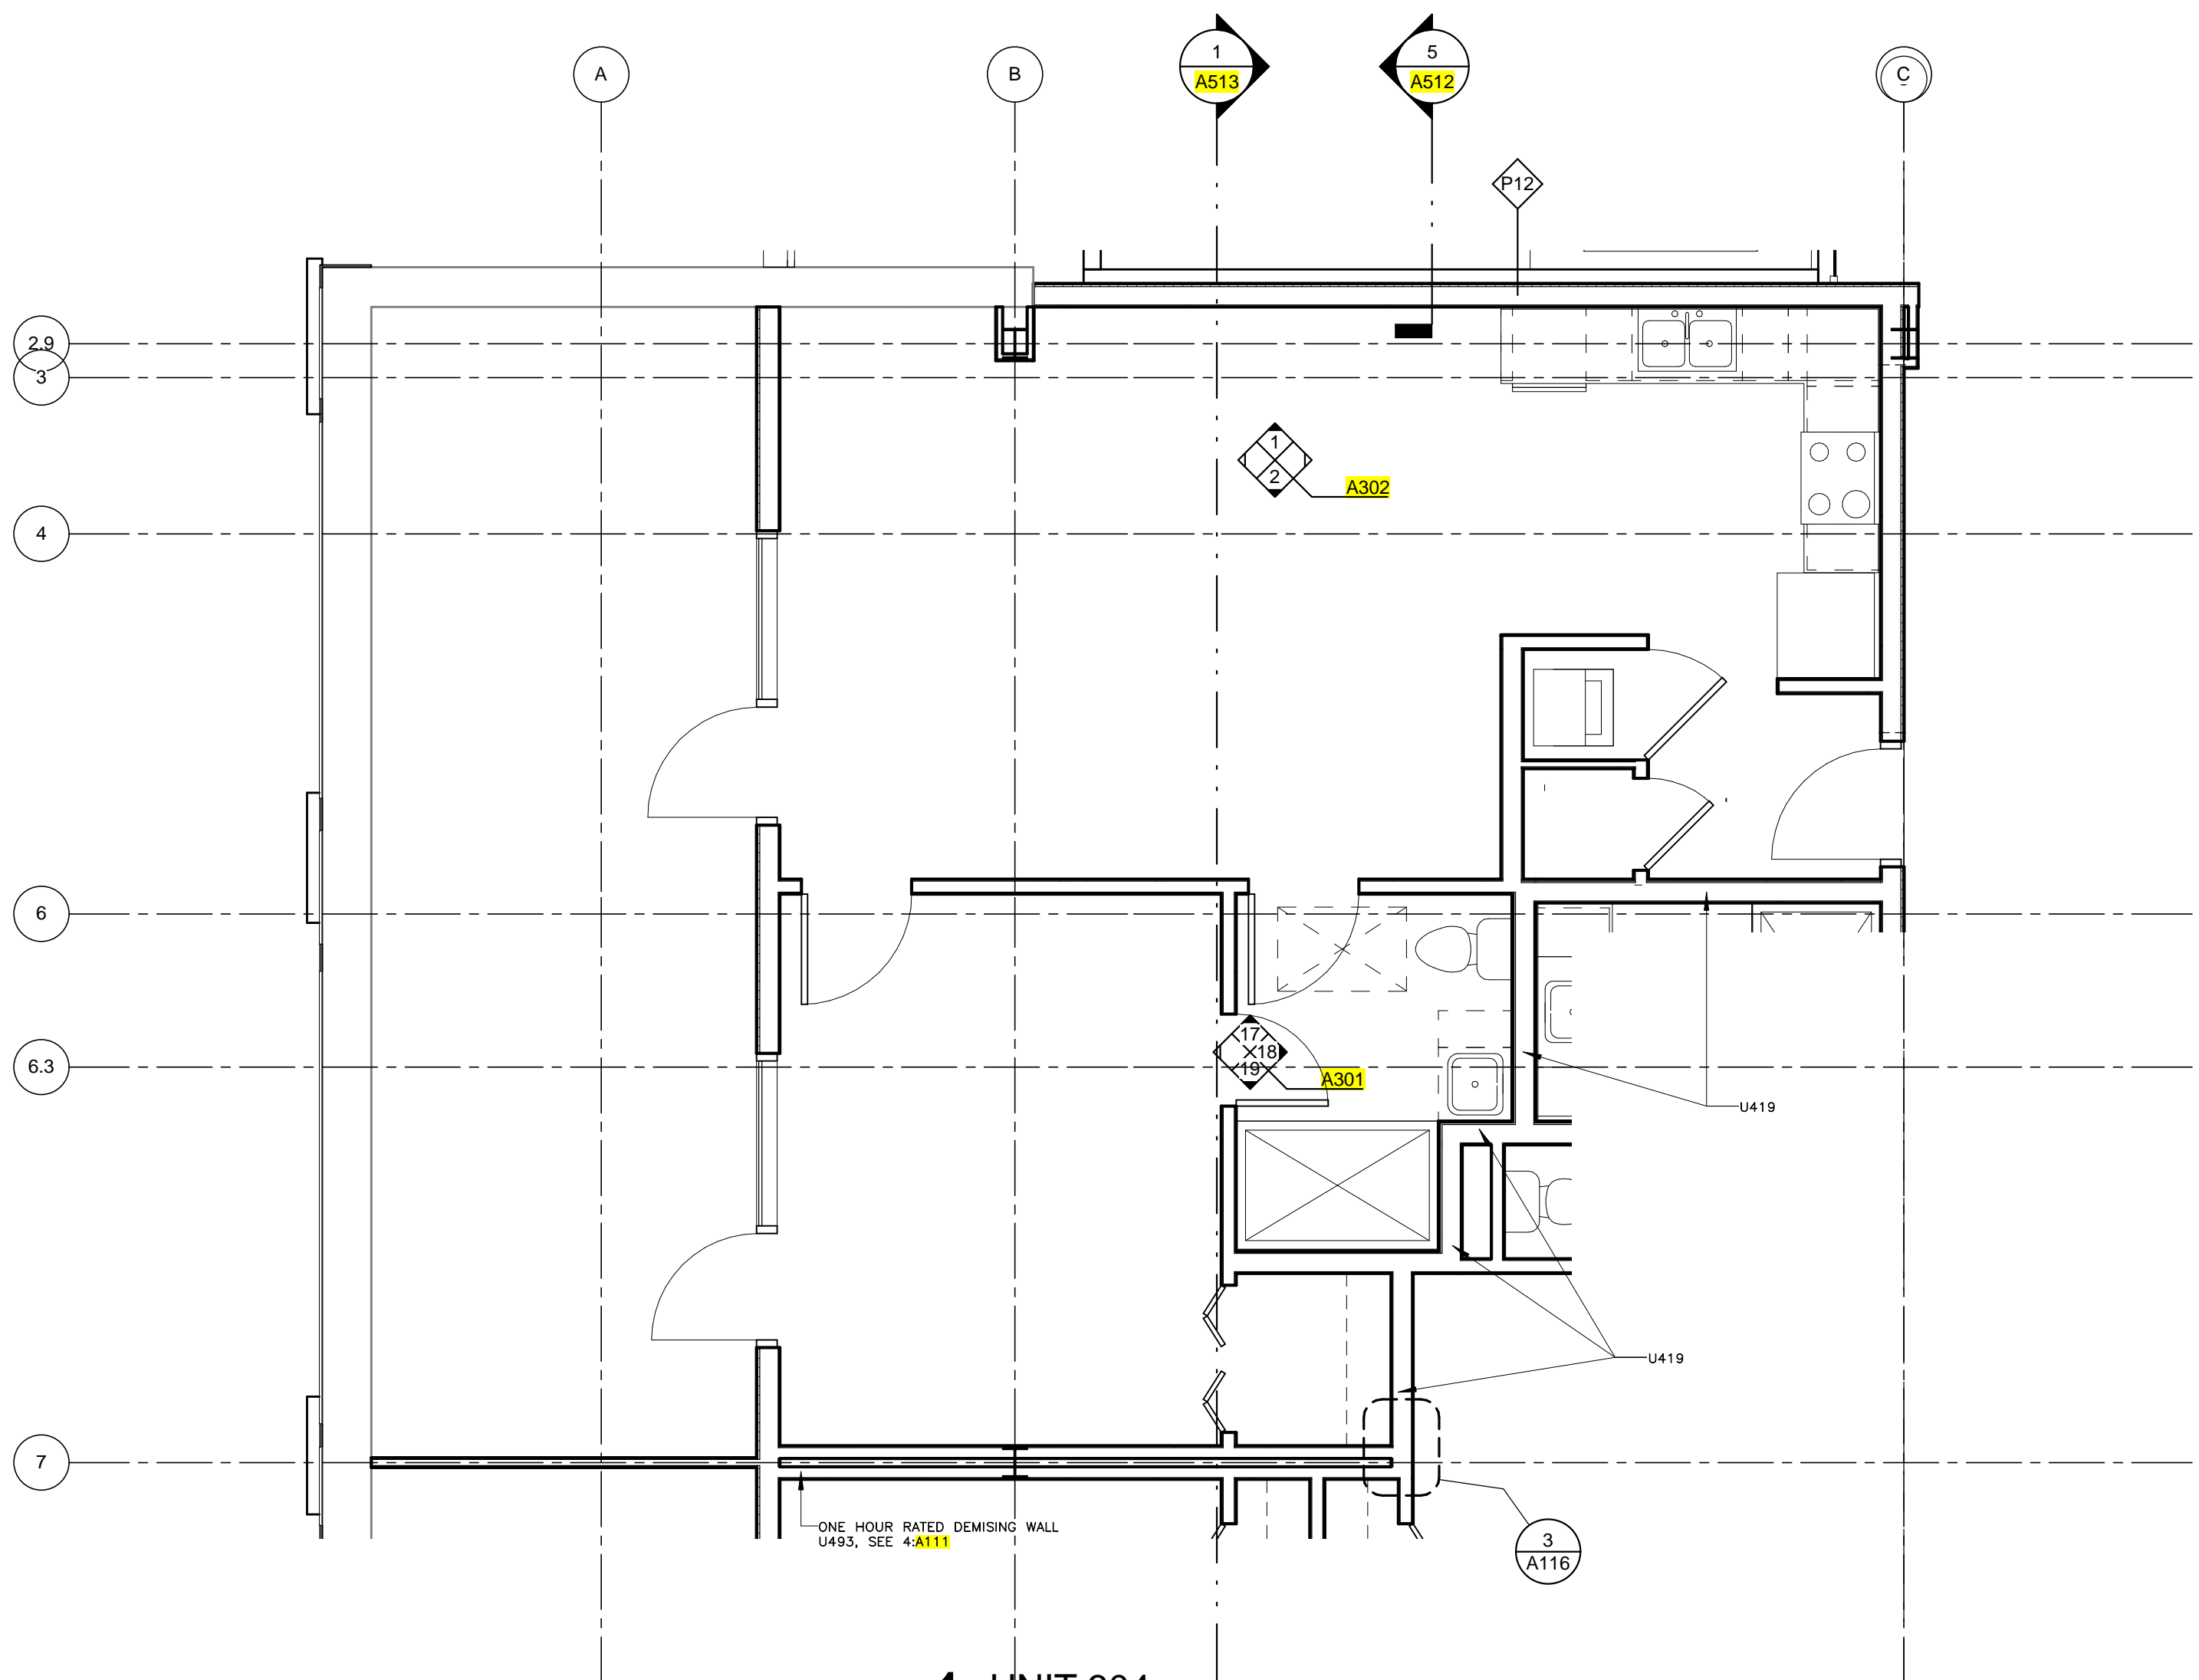 A
B
1
A513
5
A512
C
P12
2.9
3
1
2
A302
4
6
17
18
19
A301
6.3
U419
U419
7
ONE HOUR RATED DEMISING WALL
U493, SEE 4:A111
3
A116
UNIT